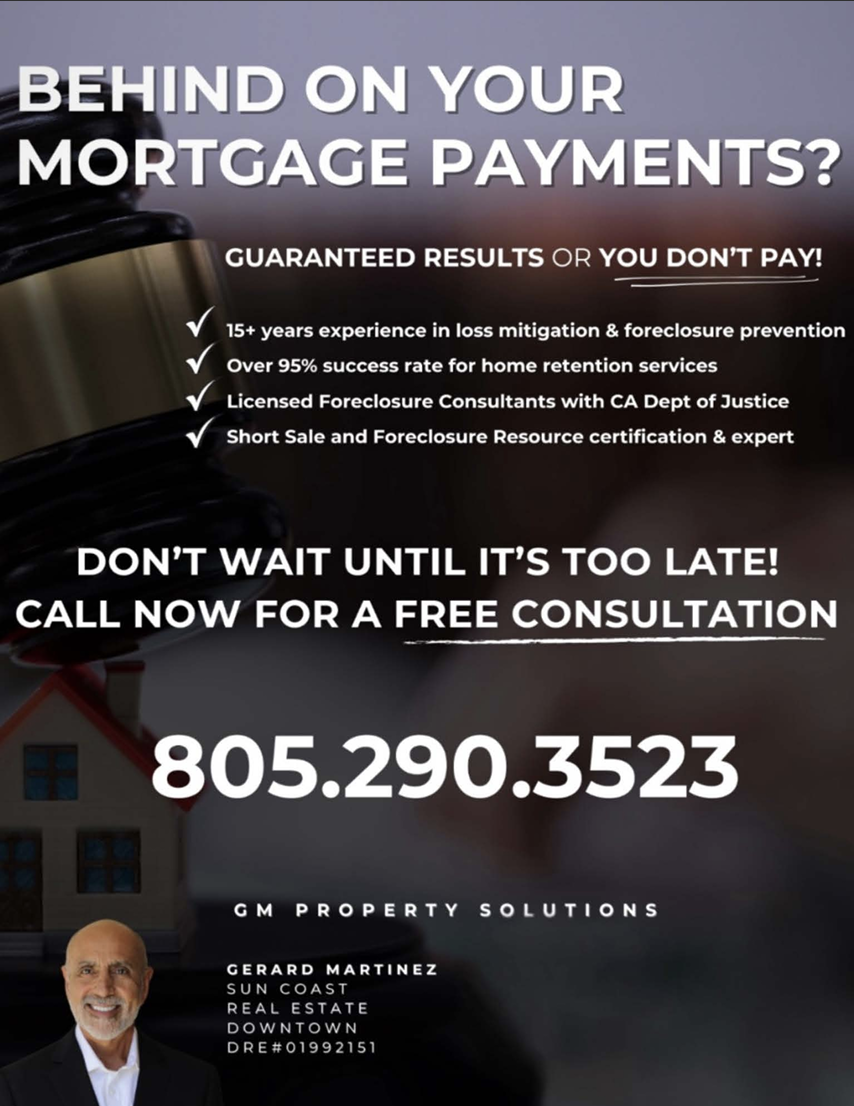 BEHIND ON YOUR
MORTGAGE PAYMENTS?
GUARANTEED RESULTS OR YOU DON'T PAY!
15+ years experience in loss mitigation & foreclosure prevention
Over 95% success rate for home retention services
Licensed Foreclosure Consultants with CA Dept of Justice
Short Sale and Foreclosure Resource certification & expert
DON'T WAIT UNTIL IT'S TOO LATE!
CALL NOW FOR A FREE CONSULTATION
805.290.3523
GM PROPERTY SOLUTIONS
GERARD MARTINEZ
SUN COAST
REAL ESTATE
DOWNTOWN
DRE#01992151